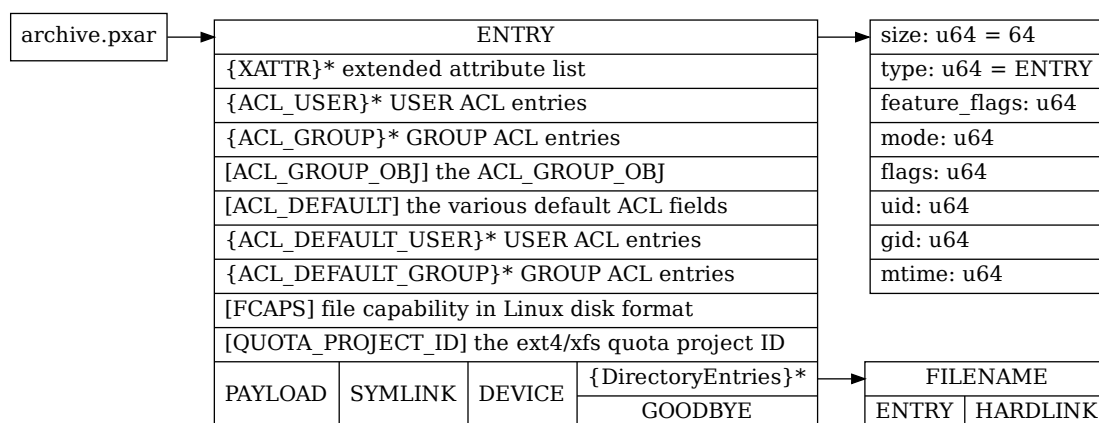 archive.pxar
ENTRY
{XATTR}* extended attribute list
{ACL_USER}* USER ACL entries
{ACL_GROUP}* GROUP ACL entries
[ACL_GROUP_OBJ] the ACL_GROUP_OBJ
[ACL_DEFAULT] the various default ACL fields
{ACL_DEFAULT_USER}* USER ACL entries
{ACL_DEFAULT_GROUP}* GROUP ACL entries
[FCAPS] file capability in Linux disk format
[QUOTA_PROJECT_ID] the ext4/xfs quota project ID
PAYLOAD
SYMLINK
DEVICE
{DirectoryEntries}*
GOODBYE
size: u64 = 64
type: u64 = ENTRY
feature_flags: u64
mode: u64
flags: u64
uid: u64
gid: u64
mtime: u64
FILENAME
ENTRY
HARDLINK